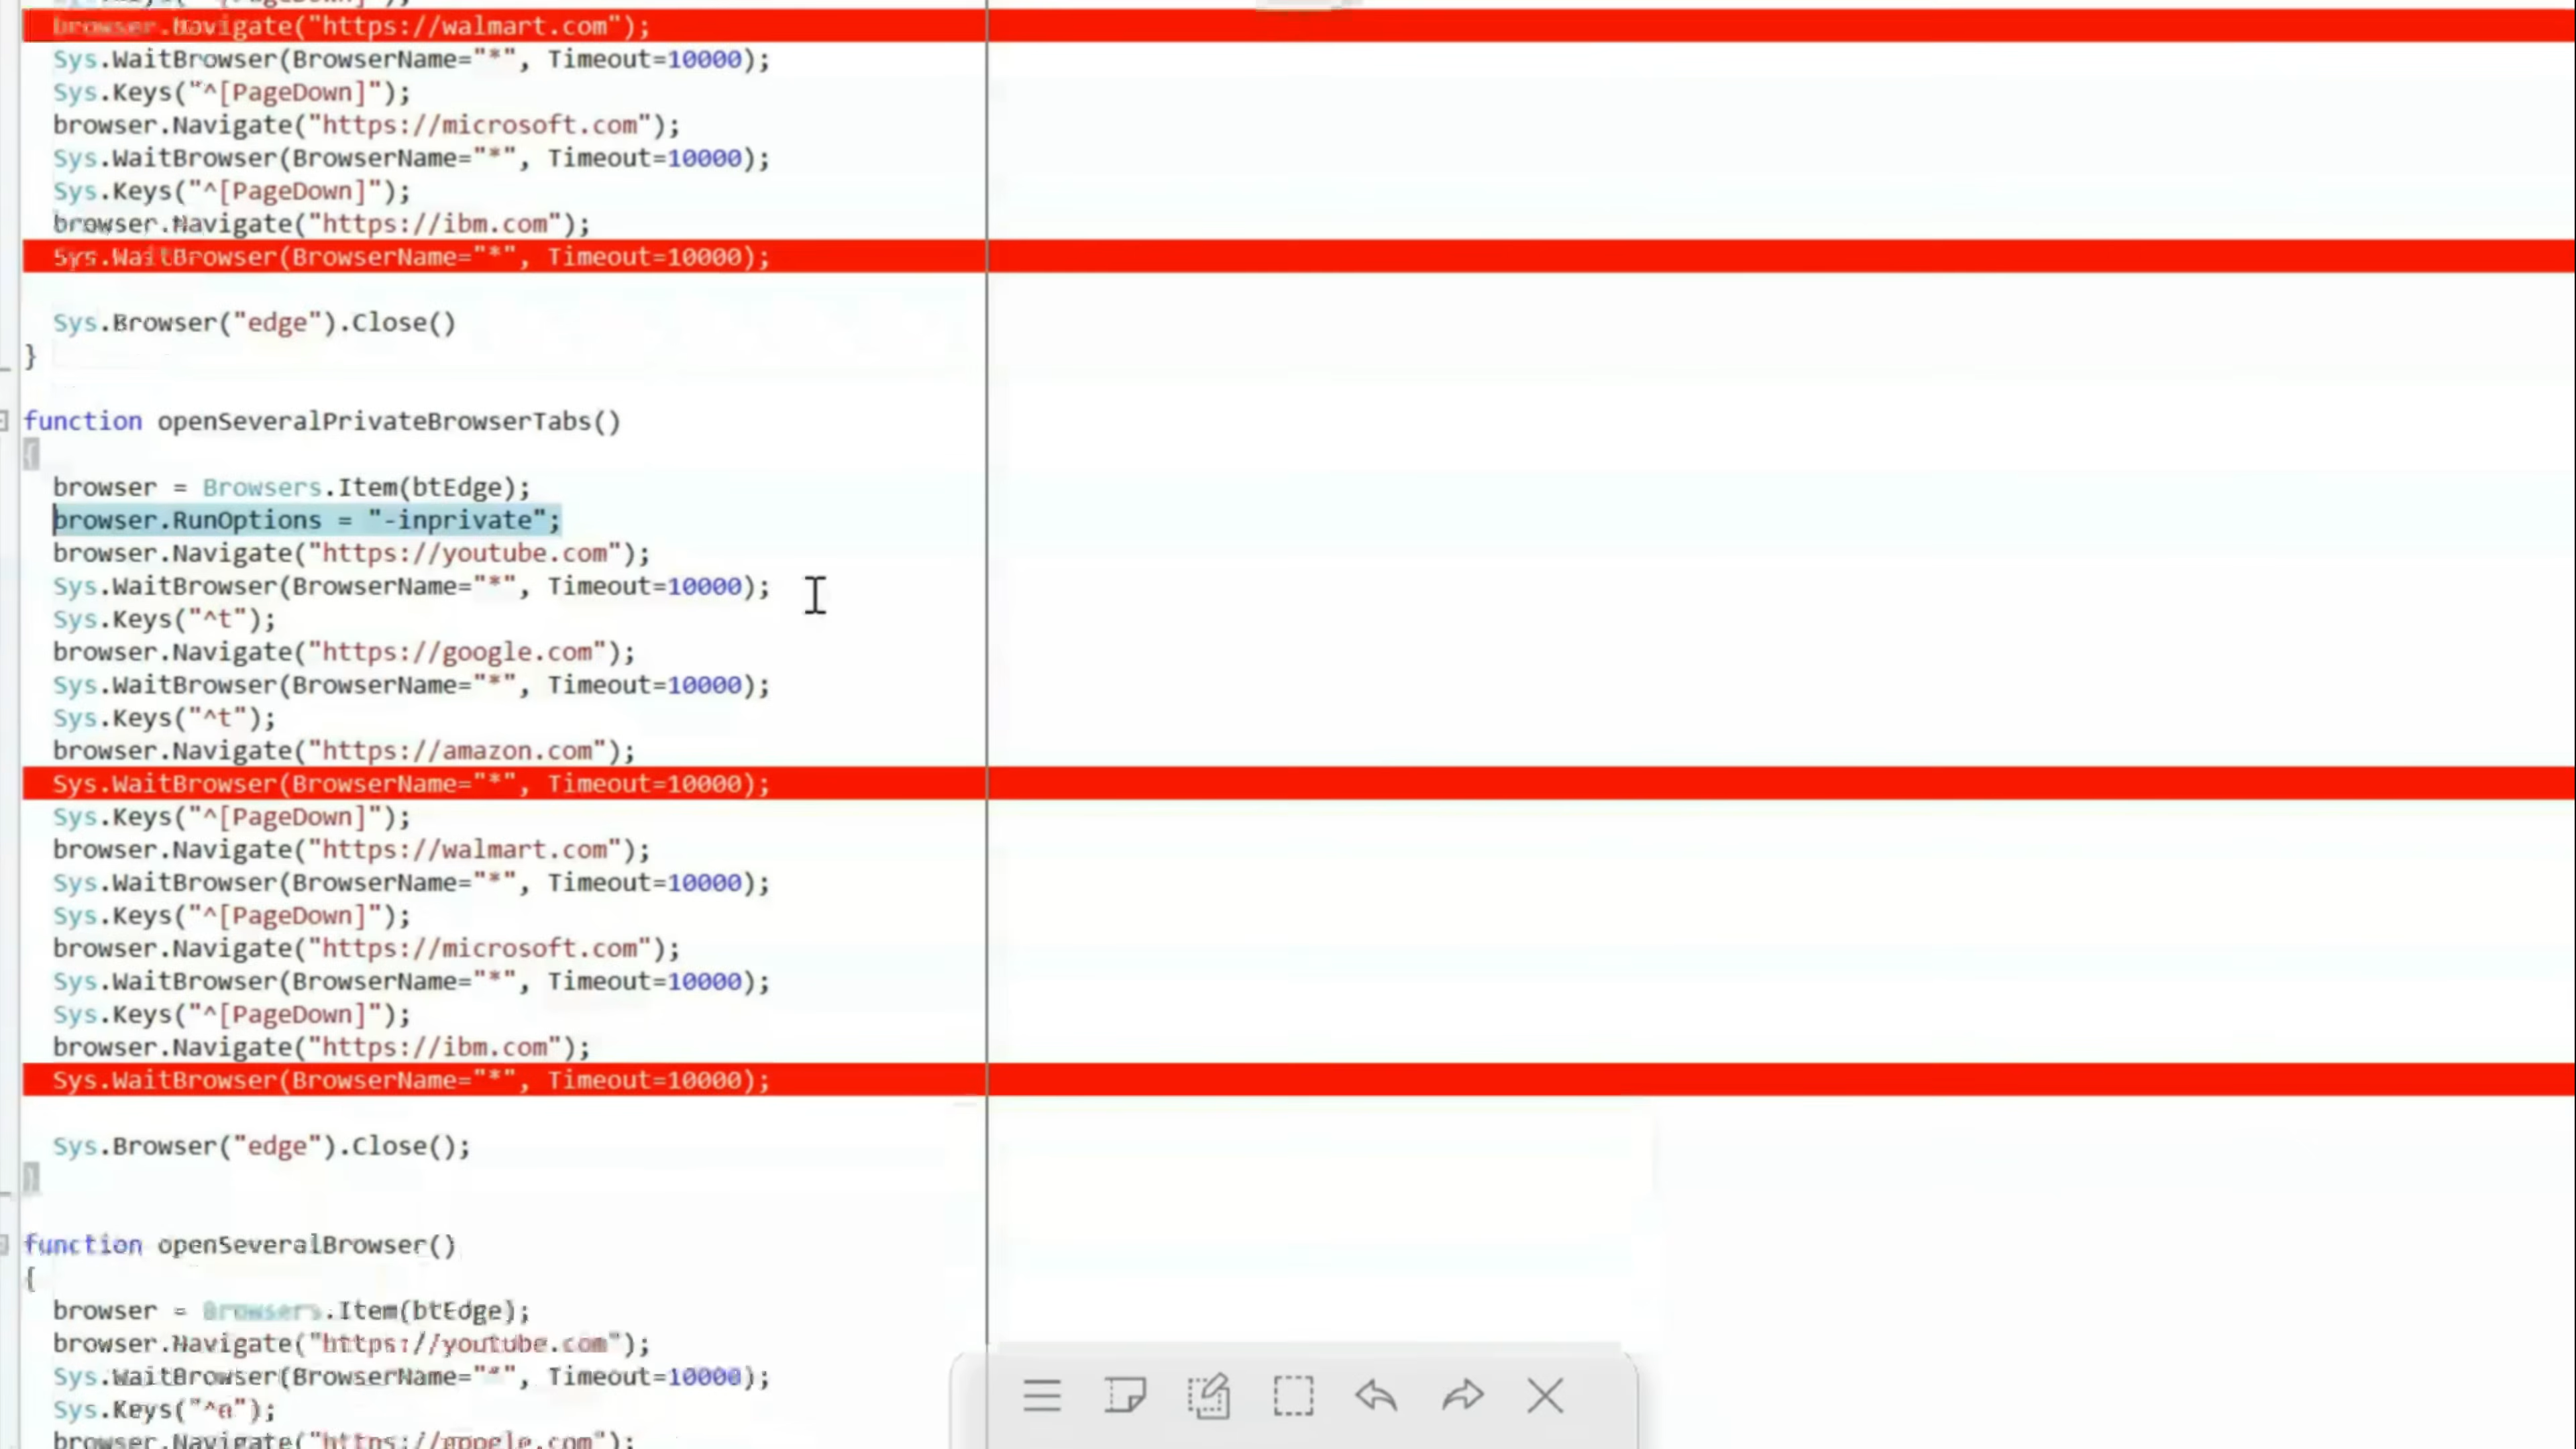 browser.Navigate("https://walmart.com");
Sys.WaitBrowser(BrowserName="*", Timeout=10000);
Sys.Keys("^[PageDown]");
browser.Navigate("https://microsoft.com");
Sys.WaitBrowser(BrowserName="*", Timeout=10000);
Sys.Keys("^[PageDown]");
browser.Navigate("https://ibm.com");
Sys.WaitBrowser(BrowserName="*", Timeout=10000);
Sys.Browser("edge").Close()
}
function openSeveralPrivateBrowserTabs()
{
browser = Browsers.Item(btEdge);
browser.RunOptions = "-inprivate";
browser.Navigate("https://youtube.com");
Sys.WaitBrowser(BrowserName="*", Timeout=10000);
Sys.Keys("^t");
browser.Navigate("https://google.com");
Sys.WaitBrowser(BrowserName="*", Timeout=10000);
Sys.Keys("^t");
browser.Navigate("https://amazon.com");
Sys.WaitBrowser(BrowserName="*", Timeout=10000);
Sys.Keys("^[PageDown]");
browser.Navigate("https://walmart.com");
Sys.WaitBrowser(BrowserName="*", Timeout=10000);
Sys.Keys("^[PageDown]");
browser.Navigate("https://microsoft.com");
Sys.WaitBrowser(BrowserName="*", Timeout=10000);
Sys.Keys("^[PageDown]");
browser.Navigate("https://ibm.com");
Sys.WaitBrowser(BrowserName="*", Timeout=10000);
Sys.Browser("edge").Close();
}
function openSeveralBrowser()
{
browser = Browsers.Item(btEdge);
browser.Navigate("https://youtube.com");
Sys.WaitBrowser(BrowserName="*", Timeout=10000);
Sys.Keys("^n");
browser.Navigate("https://google.com");